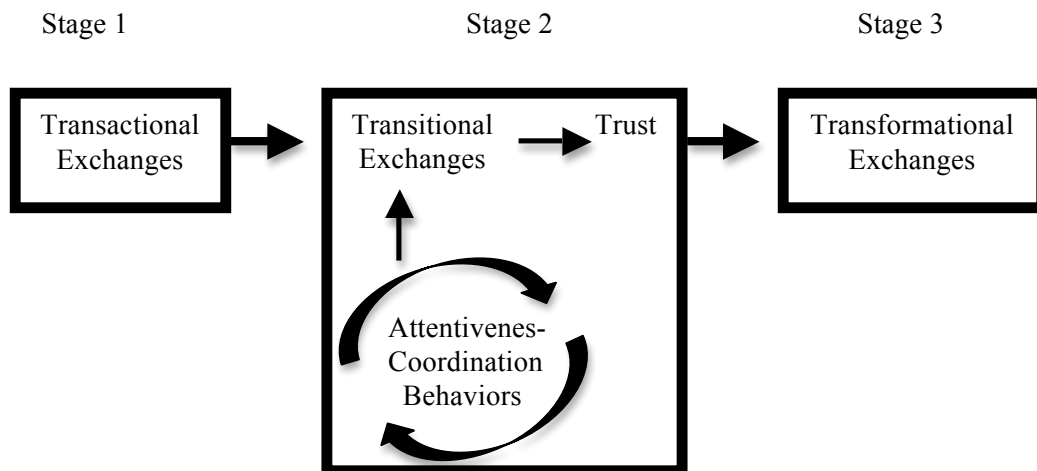 Stage 1
Stage 2
Stage 3
Transactional
Exchanges
Transitional
Exchanges
Trust
Attentivenes-
Coordination
Behaviors
Transformational
Exchanges